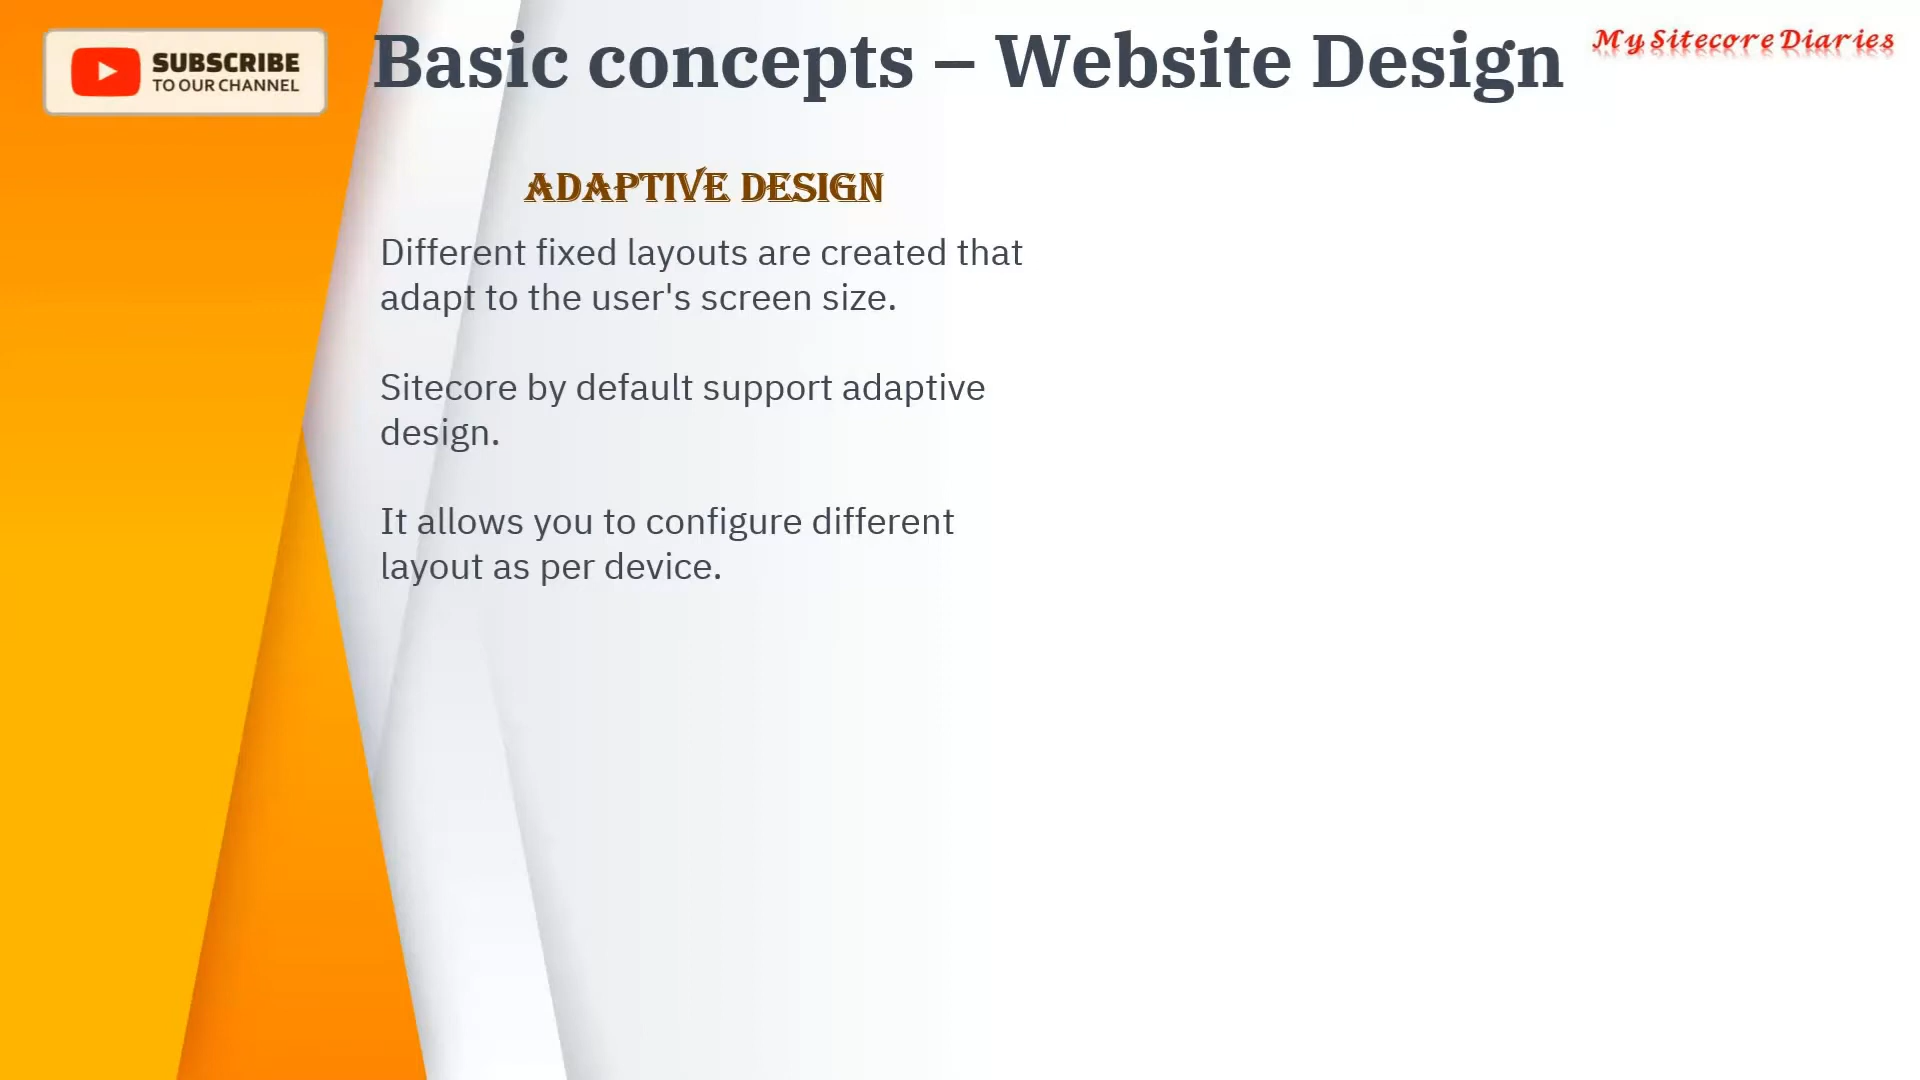 SUBSCRIBE
TO OUR CHANNEL
Basic concepts – Website Design
My Sitecore Diaries
ADAPTIVE DESIGN
Different fixed layouts are created that
adapt to the user's screen size.
Sitecore by default support adaptive
design.
It allows you to configure different
layout as per device.